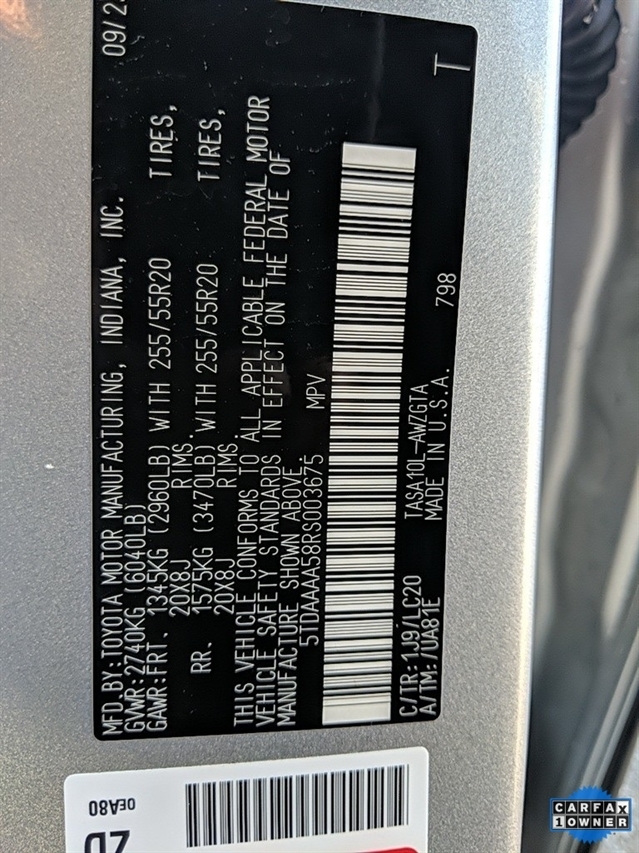 MFD.BY:TOYOTA MOTOR MANUFACTURING, INDIANA, INC. 09/2
GVWR:2740KG (6040LB)
GAWR:FRT. 1345KG (2960LB) WITH 255/55R20 TIRES,
20X8J RIMS.
RR. 1575KG (3470LB) WITH 255/55R20 TIRES,
20X8J RIMS.
THIS VEHICLE CONFORMS TO ALL APPLICABLE FEDERAL MOTOR
VEHICLE SAFETY STANDARDS IN EFFECT ON THE DATE OF
MANUFACTURE SHOWN ABOVE.
5TDAAAA58RS003675 MPV
C/TR:1J9/LC20 TASA10L-AWZGTA 798 T
A/TM:/UA81E MADE IN U.S.A.
0EA80
ZD
CARFAX
1 OWNER